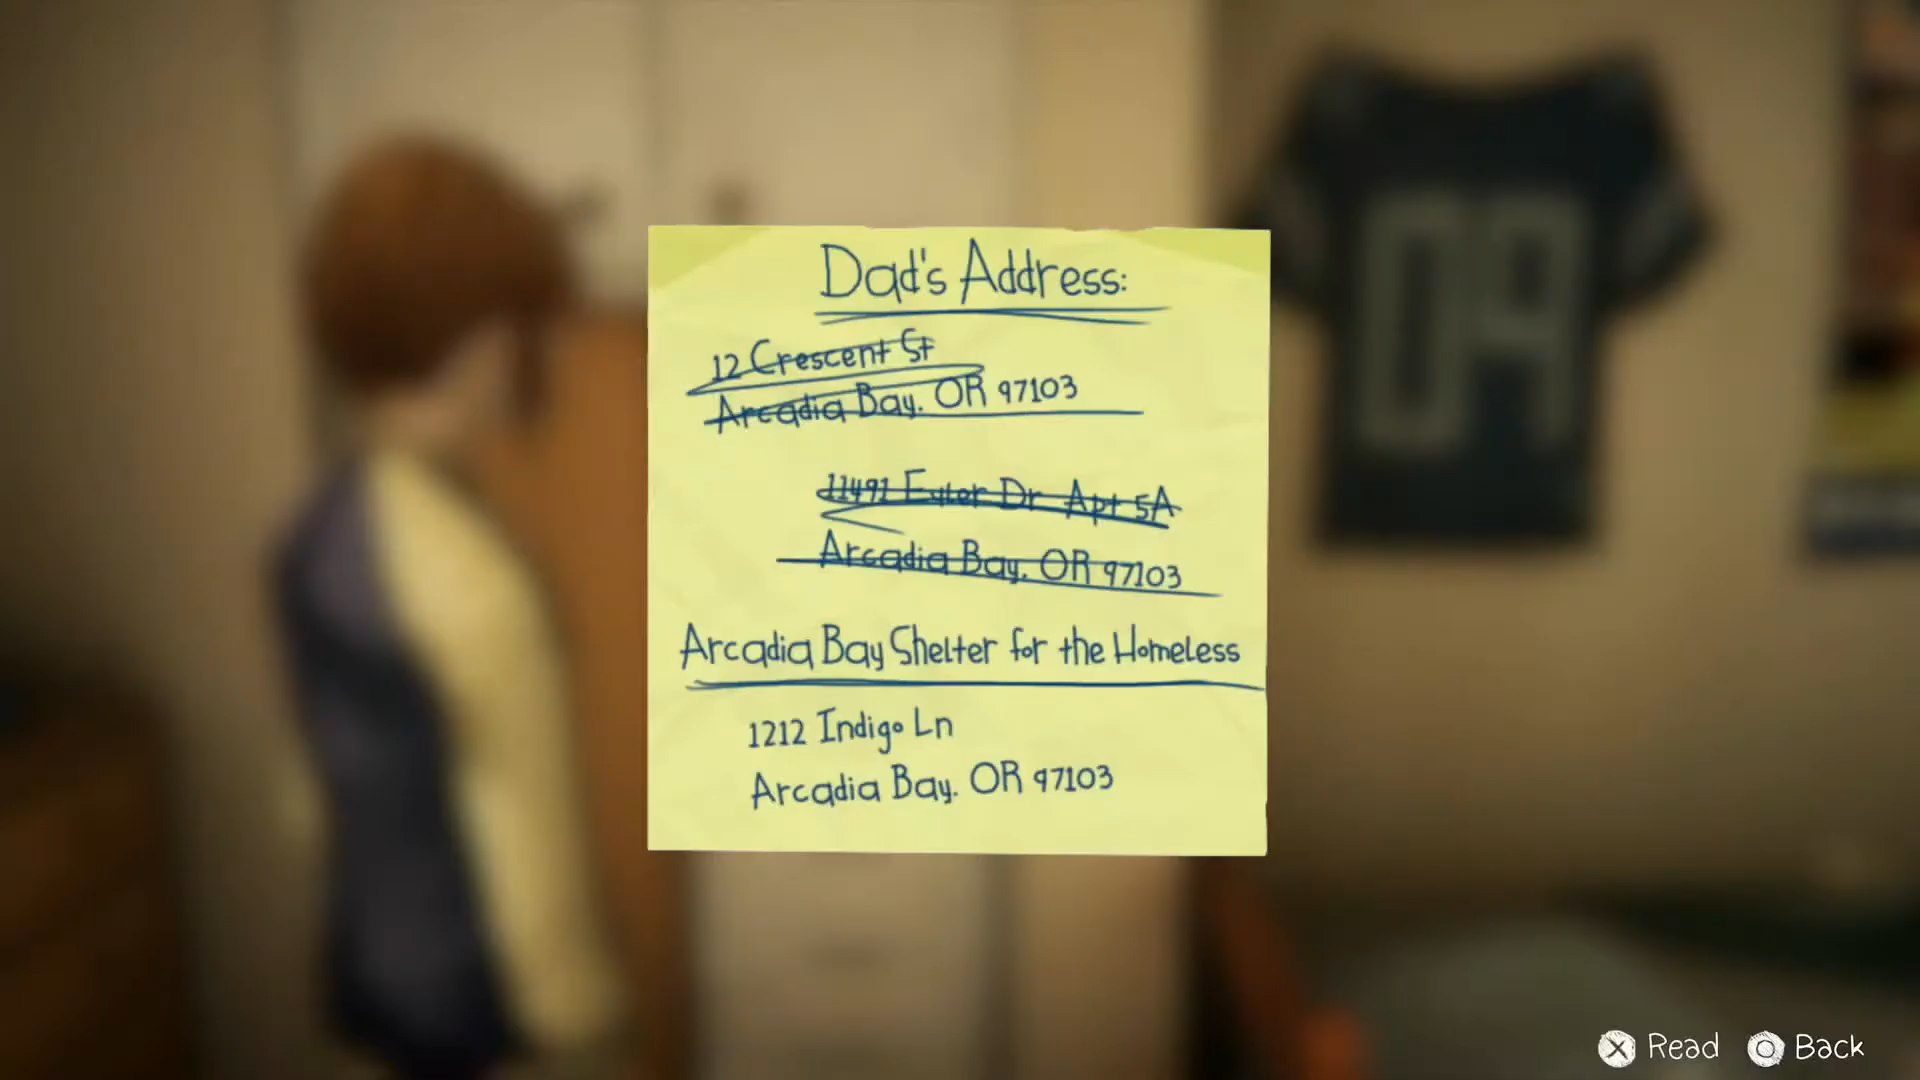 Dad's Address:
12 Crescent St
Arcadia Bay. OR 97103
11491 Euler Dr Apt 5A
Arcadia Bay. OR 97103
Arcadia Bay Shelter for the Homeless
1212 Indigo Ln
Arcadia Bay. OR 97103
Read
Back